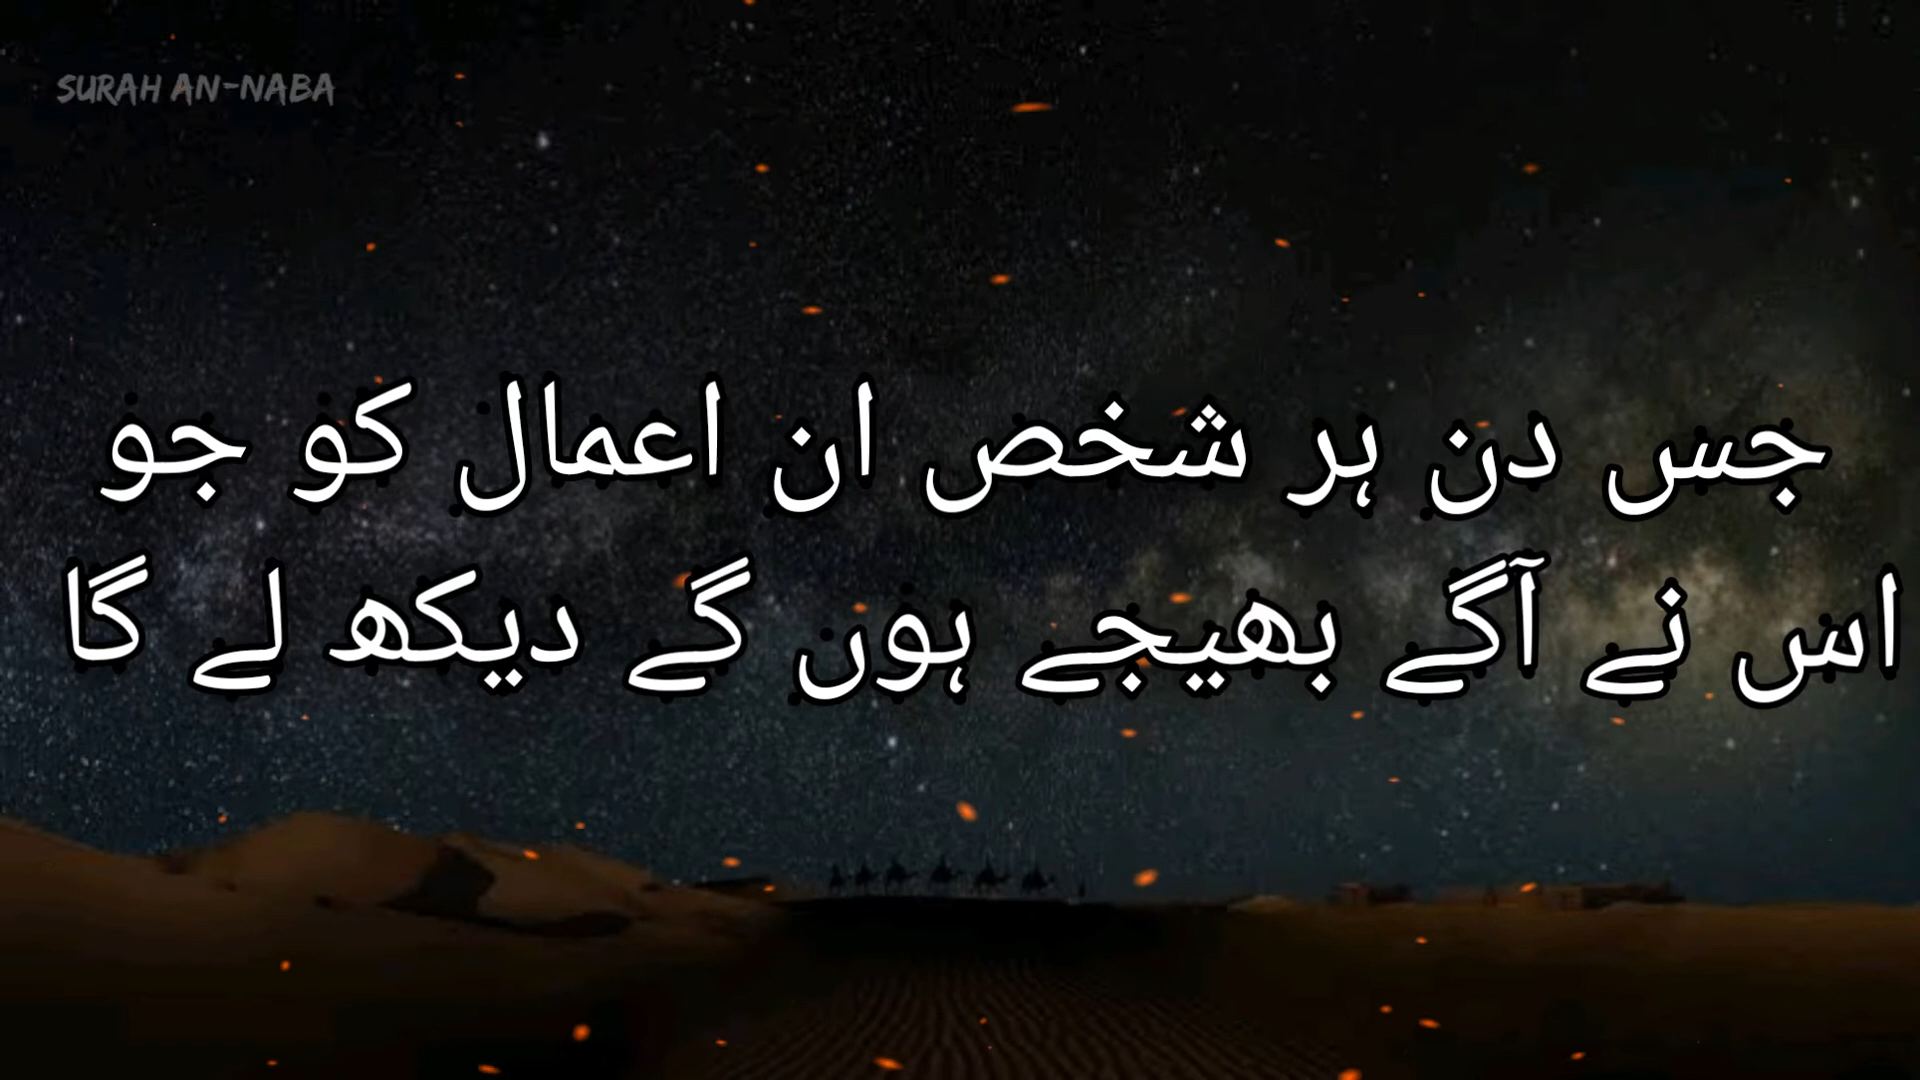 SURAH AN-NABA
جس دن ہر شخص ان اعمال کو جو
اس نے آگے بھیجے ہوں گے دیکھ لے گا